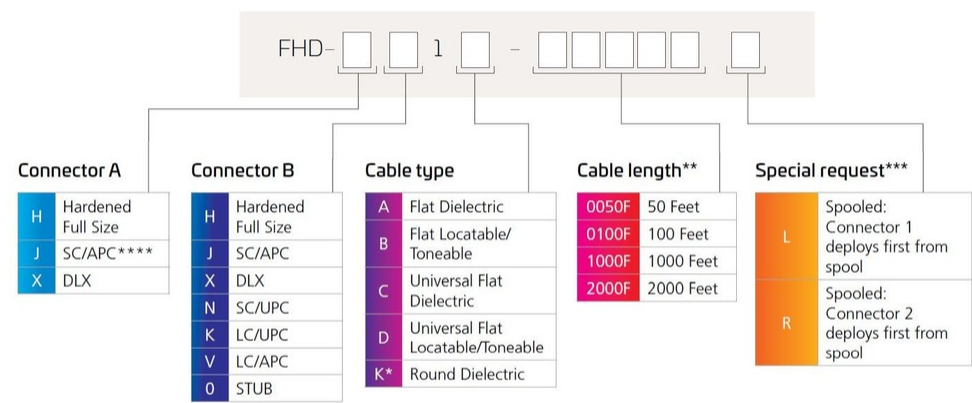 FHD- 1 -
Connector A
H Hardened
Full Size
J SC/APC****
X DLX
Connector B
H Hardened
Full Size
J SC/APC
X DLX
N SC/UPC
K LC/UPC
V LC/APC
0 STUB
Cable type
A Flat Dielectric
B Flat Locatable/
Toneable
C Universal Flat
Dielectric
D Universal Flat
Locatable/Toneable
K* Round Dielectric
Cable length**
0050F 50 Feet
0100F 100 Feet
1000F 1000 Feet
2000F 2000 Feet
Special request***
L Spooled:
Connector 1
deploys first from
spool
R Spooled:
Connector 2
deploys first from
spool